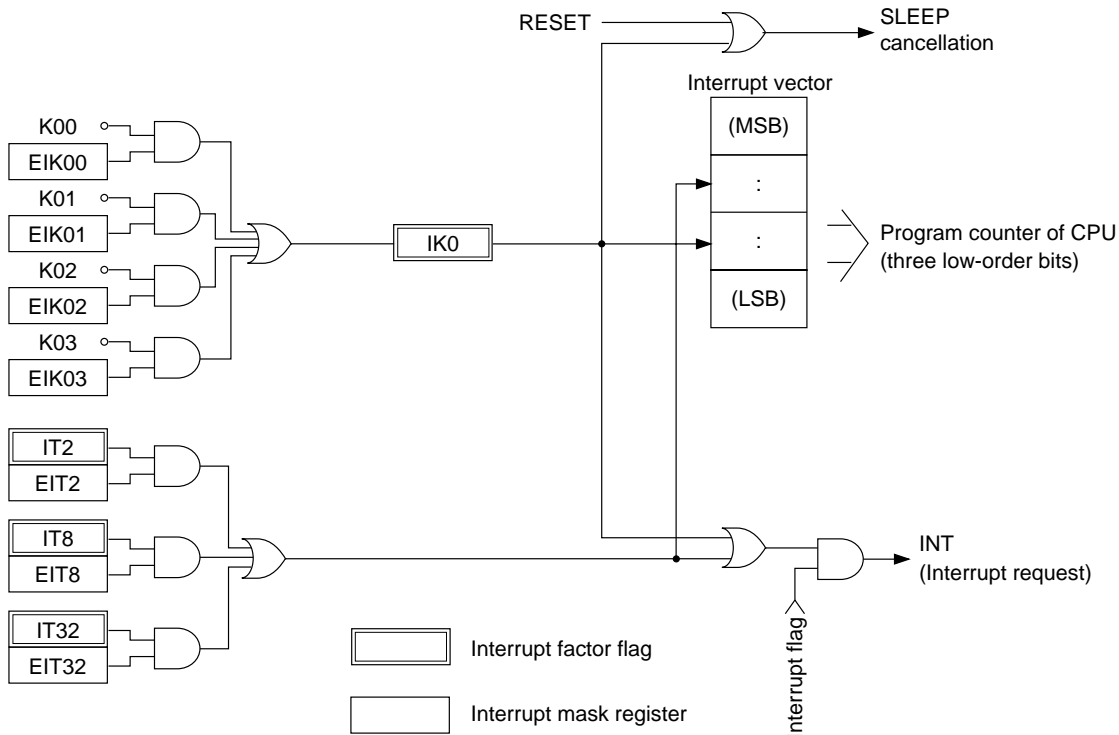 RESET
SLEEP
cancellation
Interrupt vector
(MSB)
:
:
(LSB)
Program counter of CPU
(three low-order bits)
K00
EIK00
K01
EIK01
K02
EIK02
K03
EIK03
IK0
IT2
EIT2
IT8
EIT8
IT32
EIT32
INT
(Interrupt request)
nterrupt flag
Interrupt factor flag
Interrupt mask register